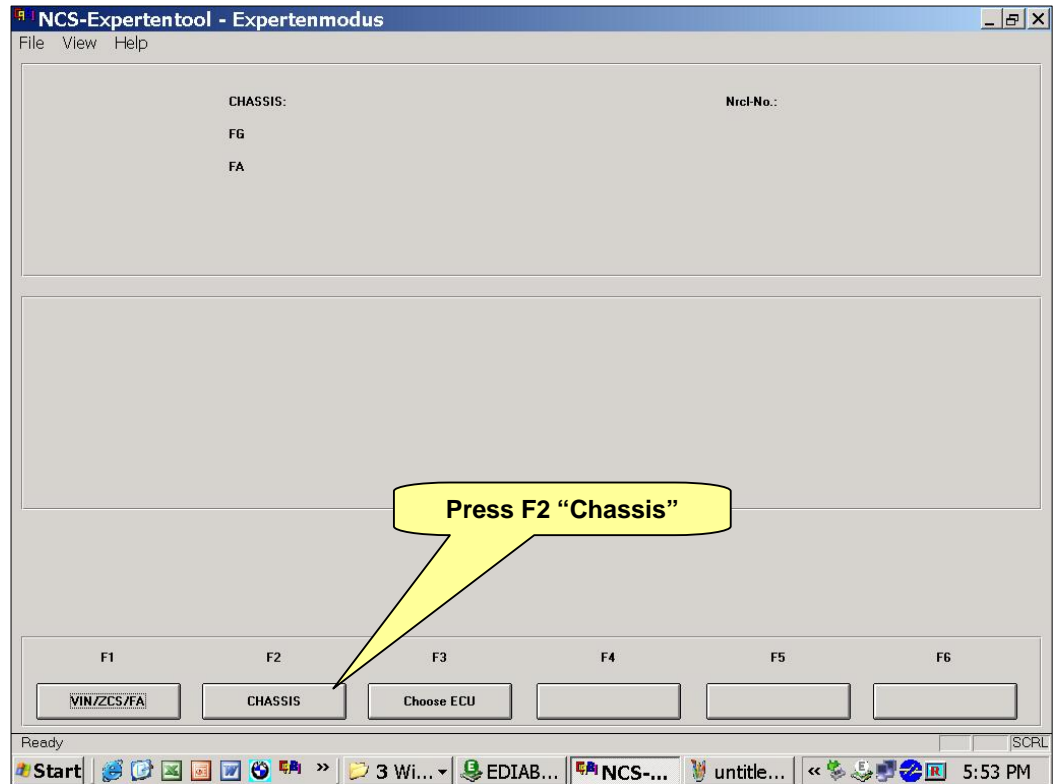 NCS-Expertentool - Expertenmodus
File View Help
CHASSIS: Nrcl-No.:
FG
FA
Press F2 “Chassis”
F1 F2 F3 F4 F5 F6
VIN/ZCS/FA CHASSIS Choose ECU
Ready SCRL
Start » 3 Wi... EDIAB... NCS-... untitle... « 5:53 PM